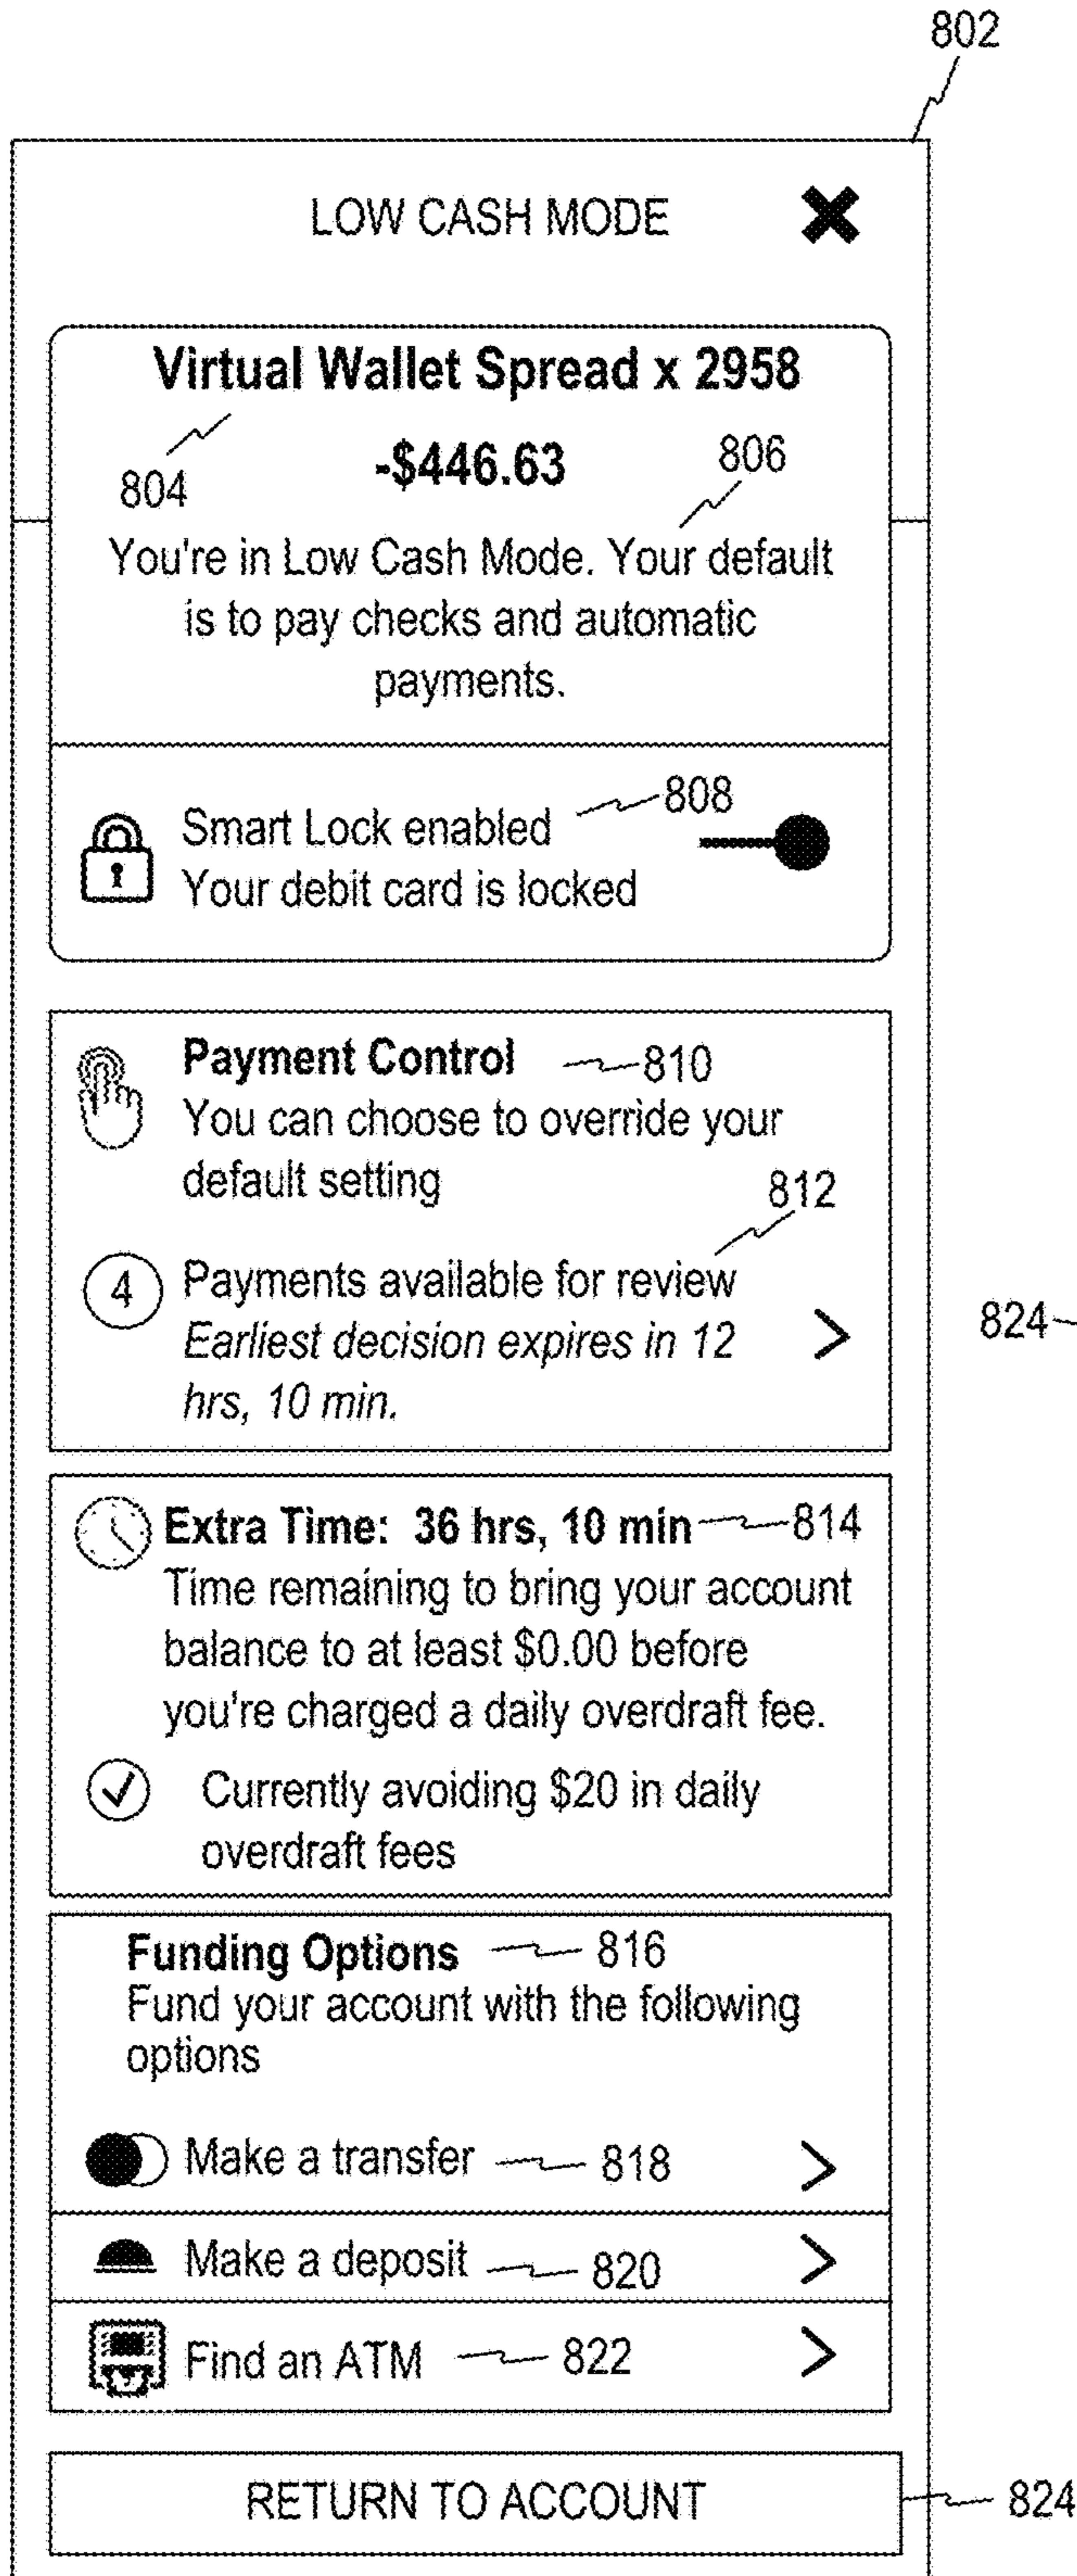 802
LOW CASH MODE
Virtual Wallet Spread x 2958
-$446.63
804
806
You're in Low Cash Mode. Your default
is to pay checks and automatic
payments.
Smart Lock enabled 808
Your debit card is locked
Payment Control 810
You can choose to override your
default setting
812
4 Payments available for review
Earliest decision expires in 12
hrs, 10 min.
824
Extra Time: 36 hrs, 10 min 814
Time remaining to bring your account
balance to at least $0.00 before
you're charged a daily overdraft fee.
Currently avoiding $20 in daily
overdraft fees
Funding Options 816
Fund your account with the following
options
Make a transfer 818
Make a deposit 820
Find an ATM 822
RETURN TO ACCOUNT 824